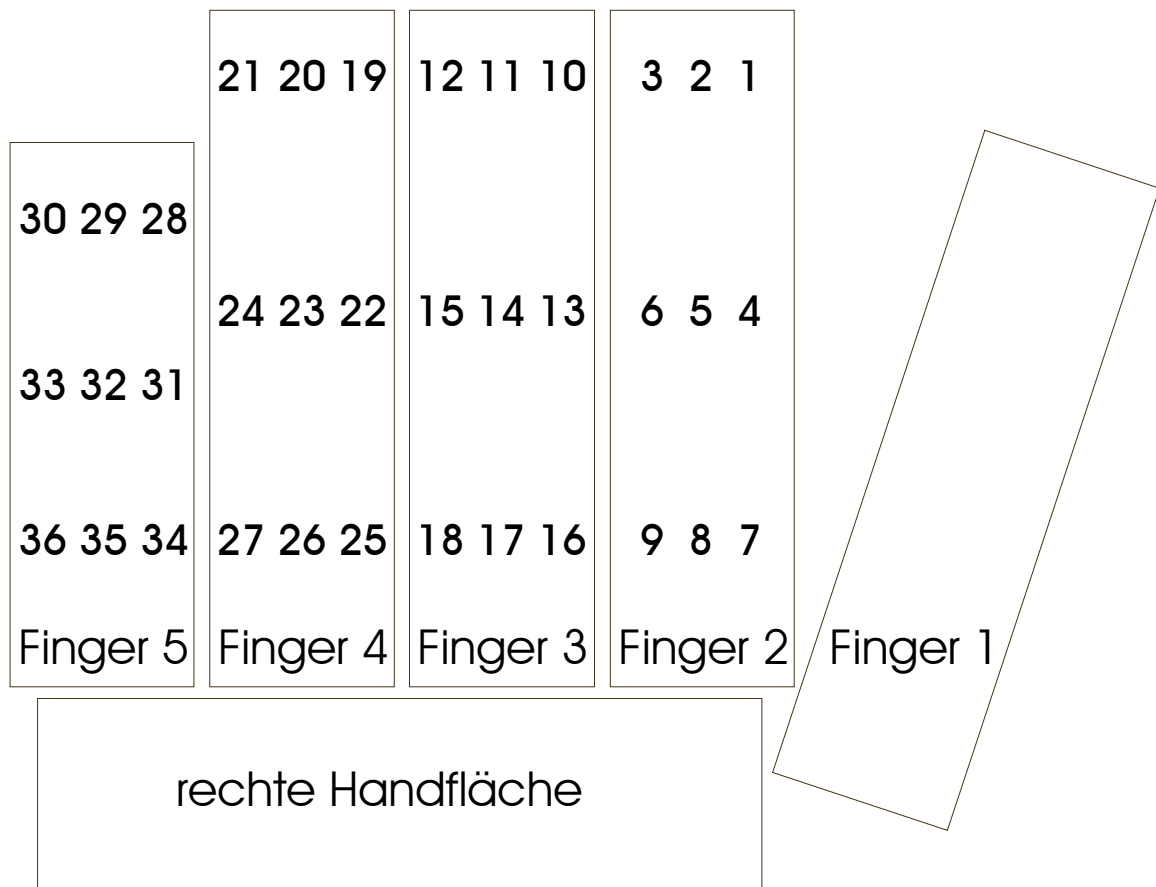 21 20 19 12 11 10 3 2 1
30 29 28
24 23 22 15 14 13 6 5 4
33 32 31
36 35 34 27 26 25 18 17 16 9 8 7
Finger 5 Finger 4 Finger 3 Finger 2 Finger 1
rechte Handfläche